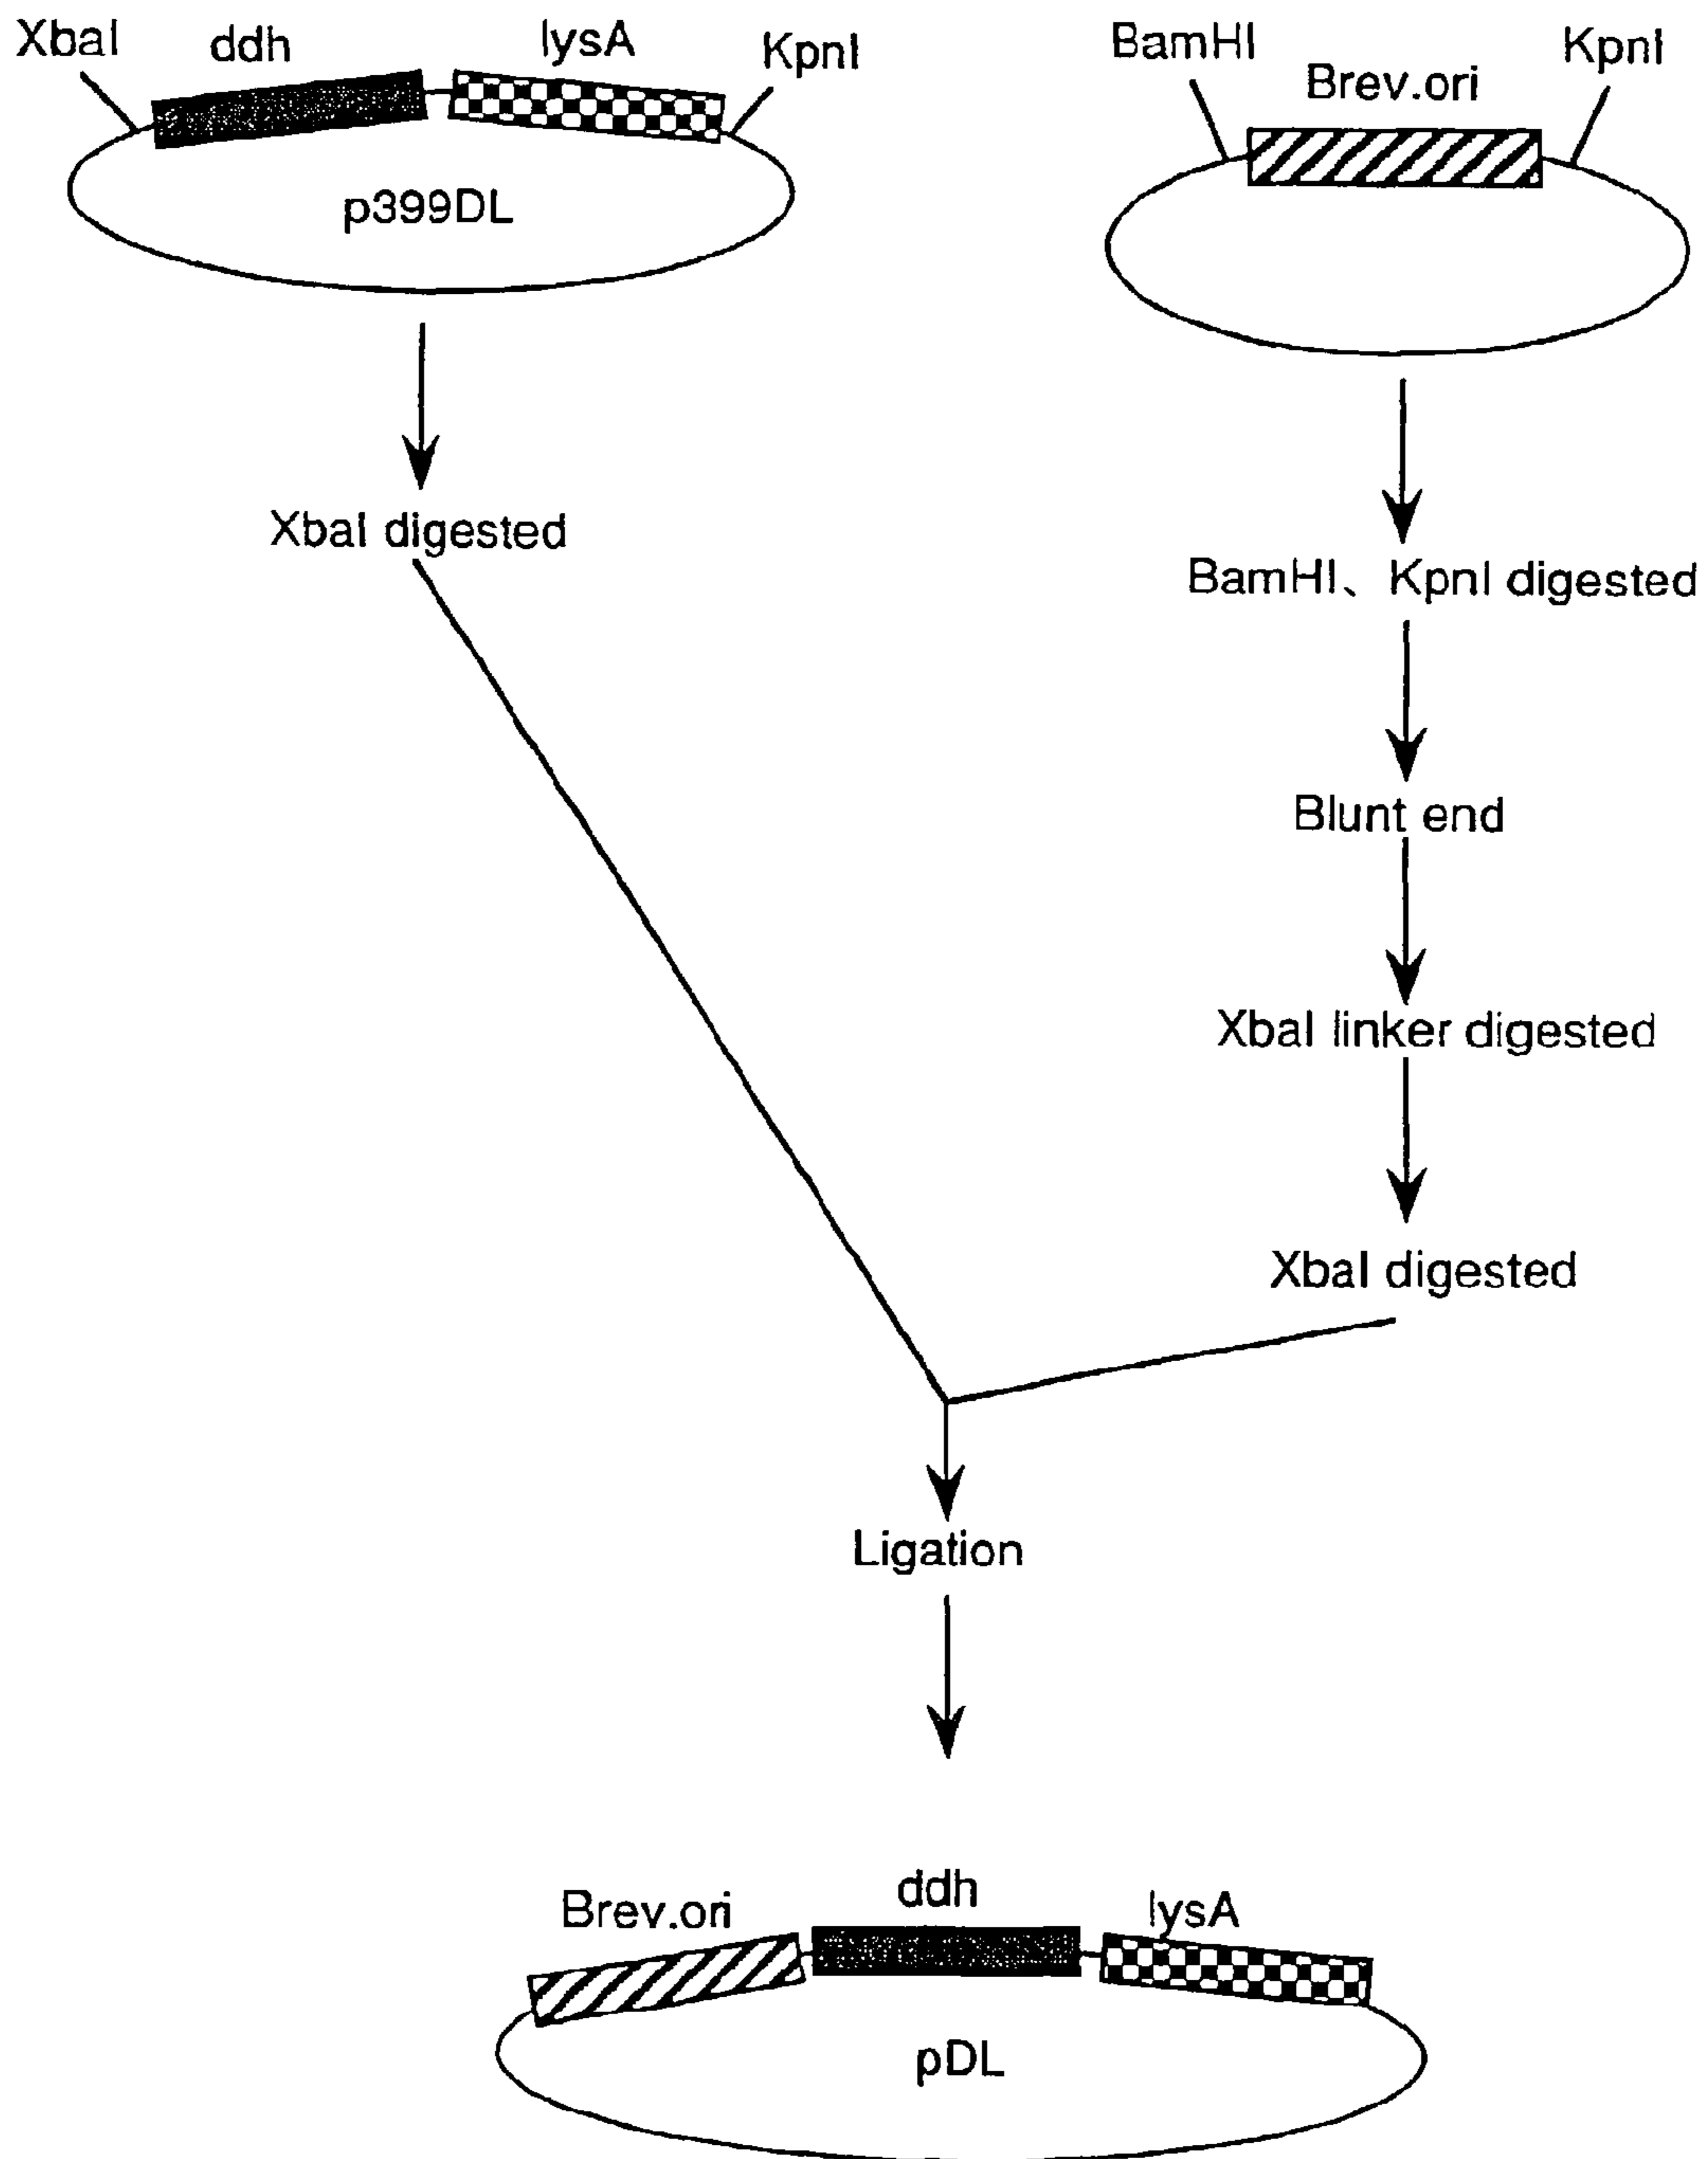 XbaI
ddh
lysA
KpnI
p399DL
BamHI
Brev.ori
KpnI
XbaI digested
BamHI、 KpnI digested
Blunt end
XbaI linker digested
XbaI digested
Ligation
Brev.ori
ddh
lysA
pDL